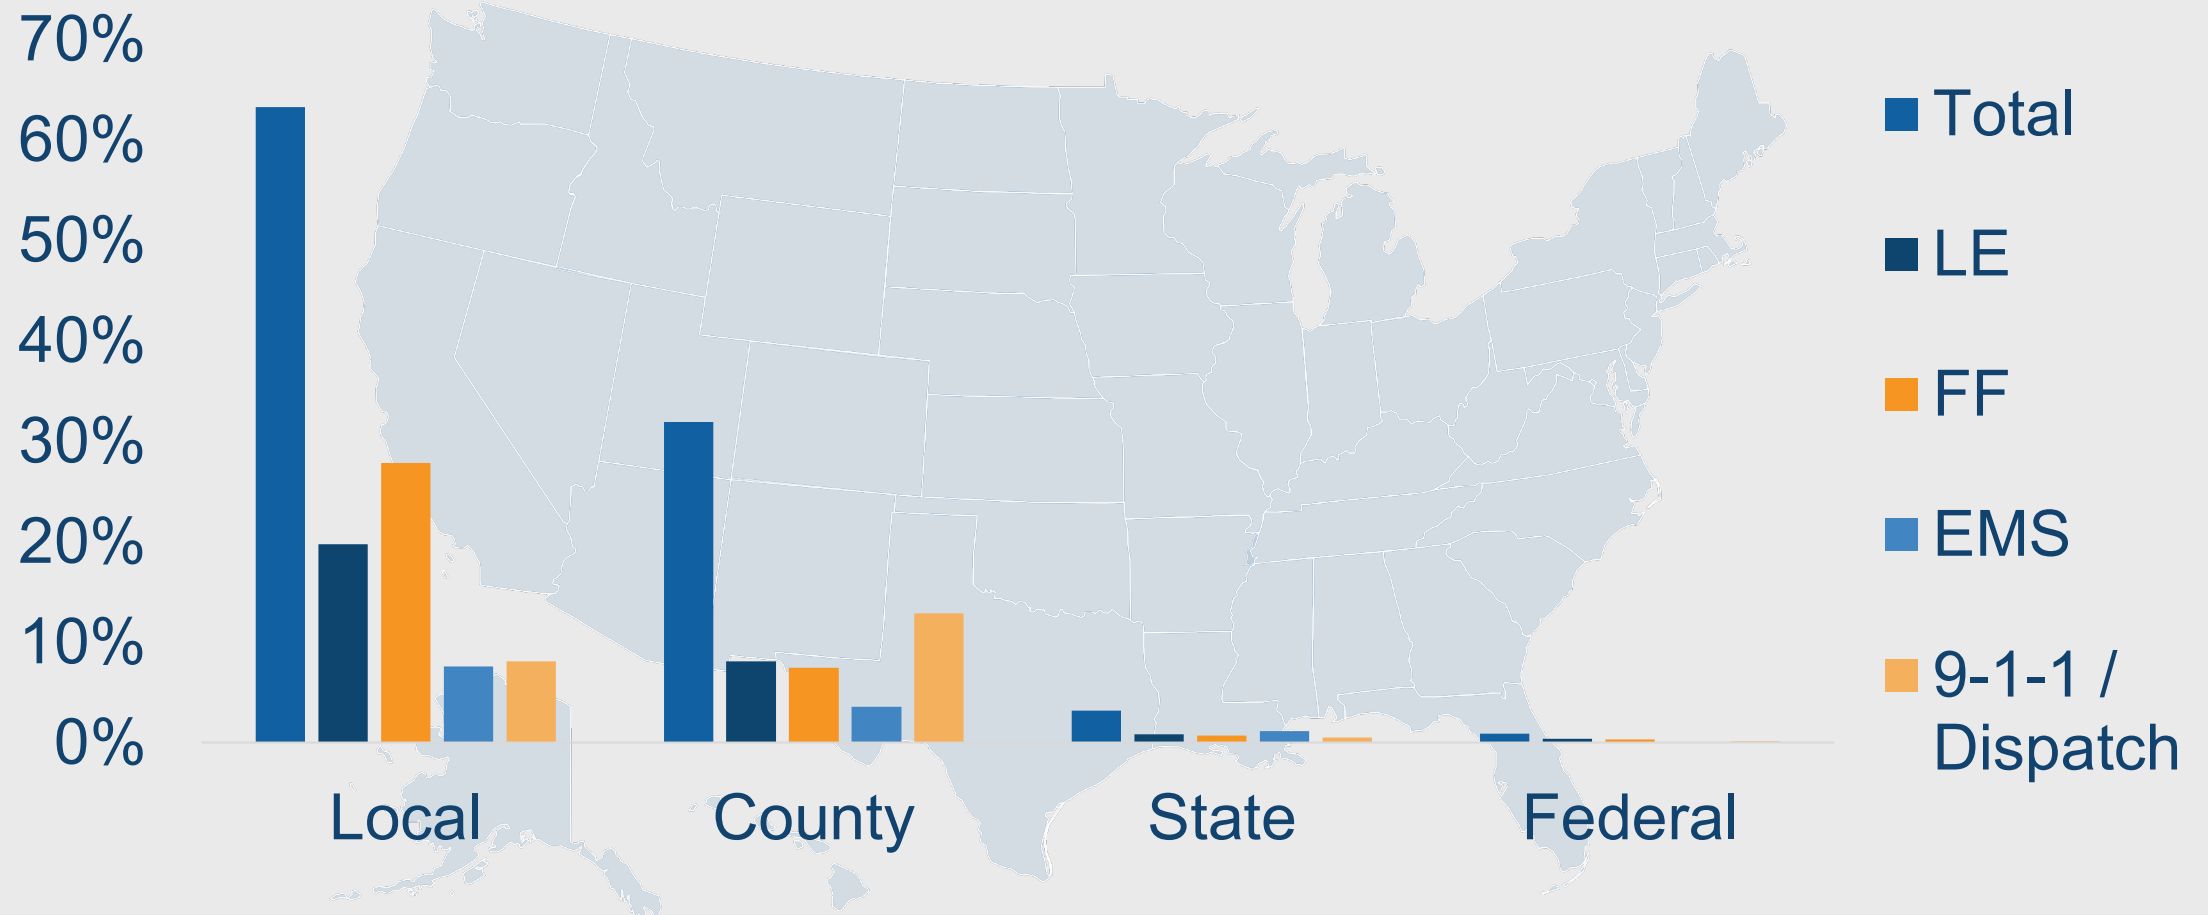 70%
60%
50%
40%
30%
20%
10%
0%
Local
County
State
Federal
Total
LE
FF
EMS
9-1-1 /
Dispatch